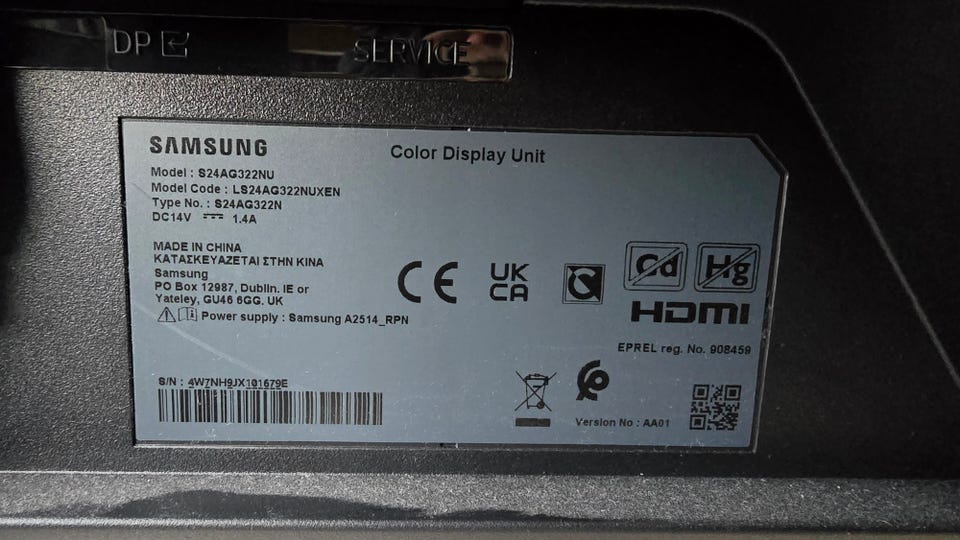 DP
SERVICE
SAMSUNG
Color Display Unit
Model : S24AG322NU
Model Code : LS24AG322NUXEN
Type No. : S24AG322N
DC14V ⎓ 1.4A
MADE IN CHINA
ΚΑΤΑΣΚΕΥΑΖΕΤΑΙ ΣΤΗΝ ΚΙΝΑ
Samsung
PO Box 12987, Dublin. IE or
Yateley, GU46 6GG. UK
Power supply : Samsung A2514_RPN
CE
UK
CA
Cd
Hg
HDMI
EPREL reg. No. 908459
S/N : 4W7NH9JX101679E
Version No : AA01